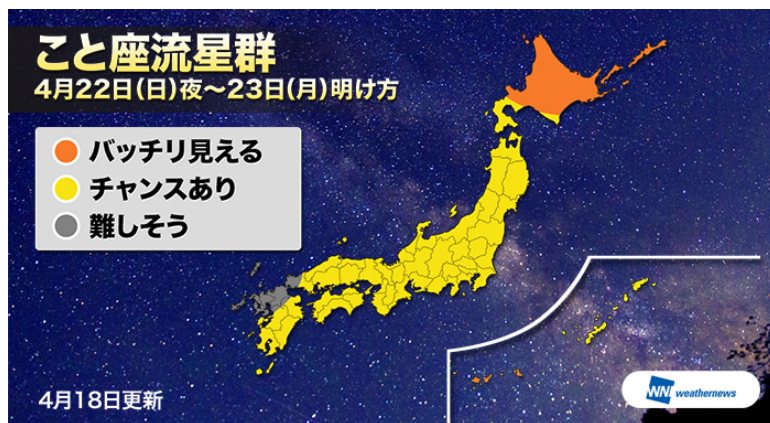 こと座流星群
4月22日(日)夜〜23日(月)明け方
バッチリ見える
チャンスあり
難しそう
4月18日更新
WNI weathernews